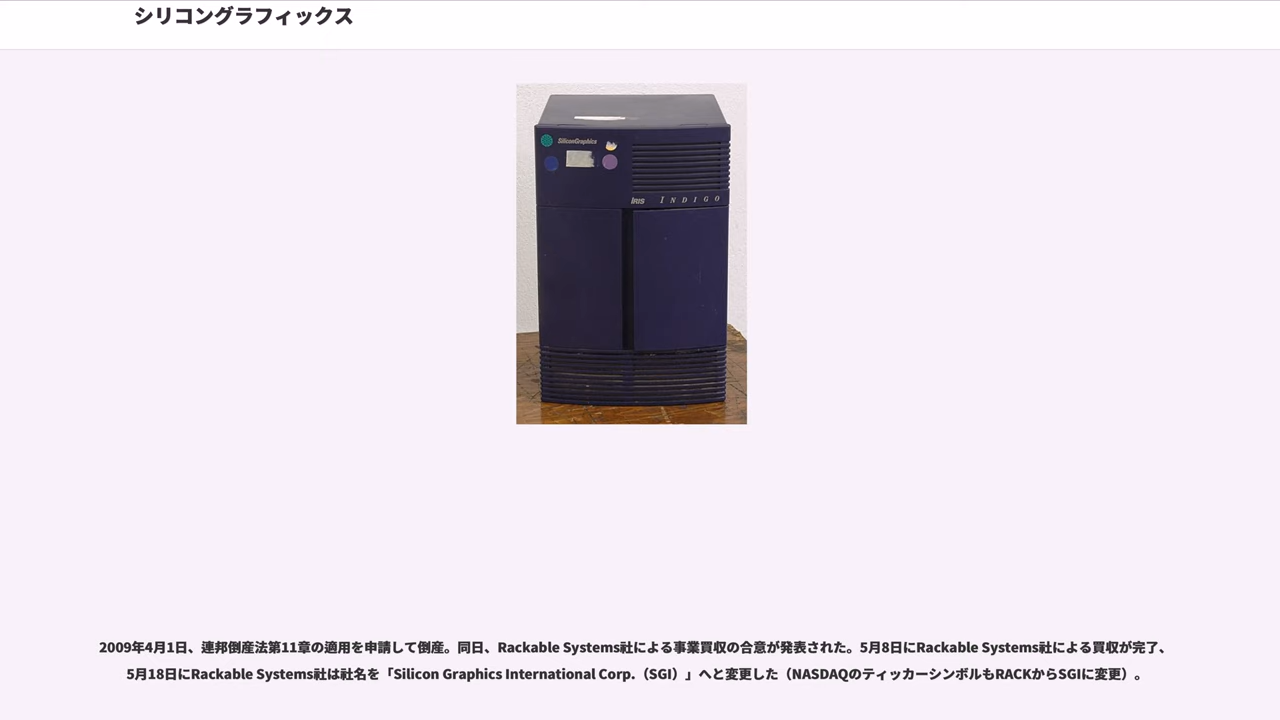 シリコングラフィックス
SiliconGraphics
IRIS INDIGO
2009年4月1日、連邦倒産法第11章の適用を申請して倒産。同日、Rackable Systems社による事業買収の合意が発表された。5月8日にRackable Systems社による買収が完了、
5月18日にRackable Systems社は社名を「Silicon Graphics International Corp.（SGI）」へと変更した（NASDAQのティッカーシンボルもRACKからSGIに変更）。